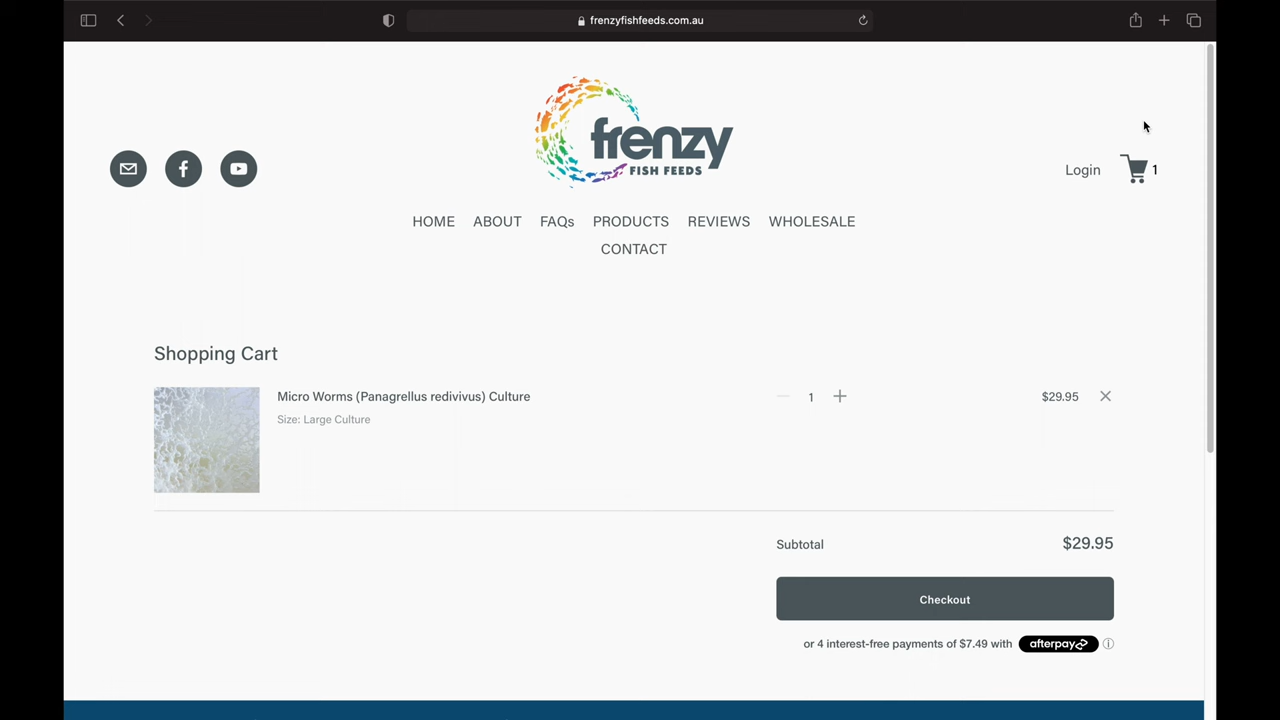 frenzyfishfeeds.com.au
frenzy
FISH FEEDS
Login
1
HOME ABOUT FAQs PRODUCTS REVIEWS WHOLESALE
CONTACT
Shopping Cart
Micro Worms (Panagrellus redivivus) Culture 1 $29.95
Size: Large Culture
Subtotal $29.95
Checkout
or 4 interest-free payments of $7.49 with afterpay